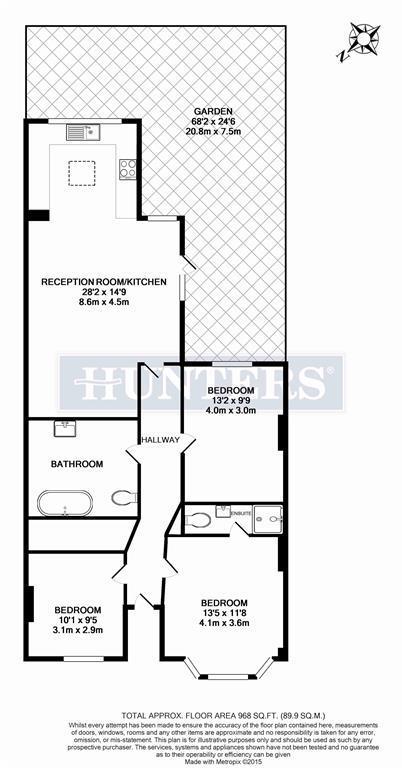 N
GARDEN
68'2 x 24'6
20.8m x 7.5m
RECEPTION ROOM/KITCHEN
28'2 x 14'9
8.6m x 4.5m
HUNTERS®
BEDROOM
13'2 x 9'9
4.0m x 3.0m
HALLWAY
BATHROOM
ENSUITE
BEDROOM
10'1 x 9'5
3.1m x 2.9m
BEDROOM
13'5 x 11'8
4.1m x 3.6m
TOTAL APPROX. FLOOR AREA 968 SQ.FT. (89.9 SQ.M.)
Whilst every attempt has been made to ensure the accuracy of the floor plan contained here, measurements
of doors, windows, rooms and any other items are approximate and no responsibility is taken for any error,
omission, or mis-statement. This plan is for illustrative purposes only and should be used as such by any
prospective purchaser. The services, systems and appliances shown have not been tested and no guarantee
as to their operability or efficiency can be given
Made with Metropix ©2015